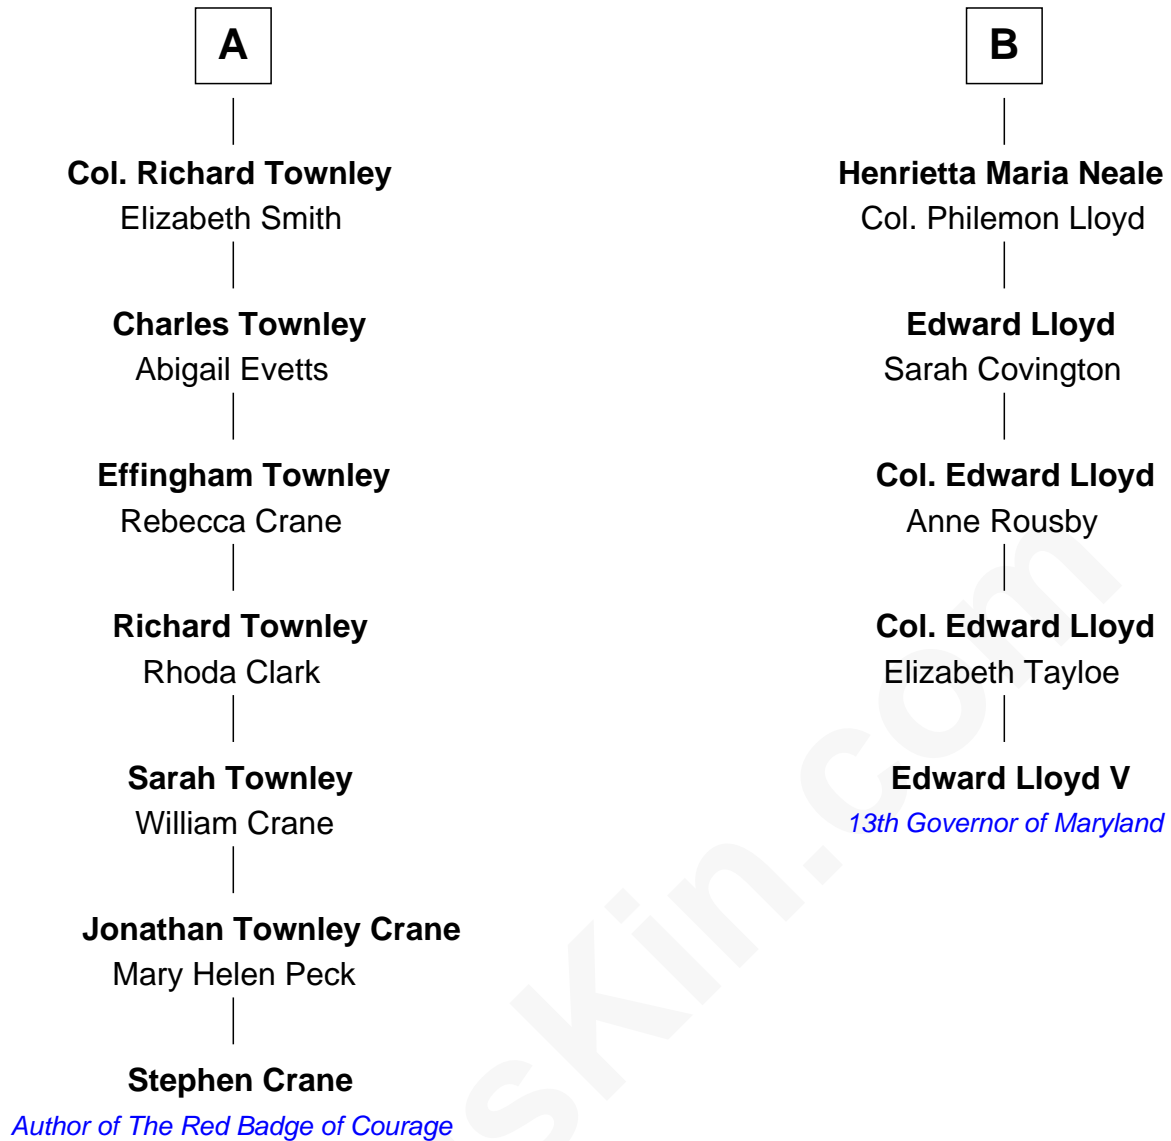 A
Col. Richard Townley
Elizabeth Smith
Charles Townley
Abigail Evetts
Effingham Townley
Rebecca Crane
Richard Townley
Rhoda Clark
Sarah Townley
William Crane
Jonathan Townley Crane
Mary Helen Peck
Stephen Crane
Author of The Red Badge of Courage
B
Henrietta Maria Neale
Col. Philemon Lloyd
Edward Lloyd
Sarah Covington
Col. Edward Lloyd
Anne Rousby
Col. Edward Lloyd
Elizabeth Tayloe
Edward Lloyd V
13th Governor of Maryland
sKin.com